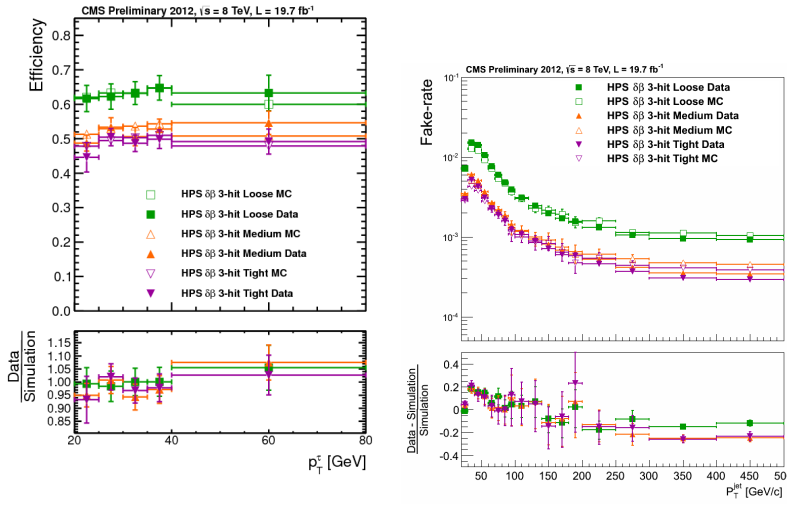 CMS Preliminary 2012, √s = 8 TeV, L = 19.7 fb⁻¹
Efficiency
0.8
0.7
0.6
0.5
0.4
0.3
0.2
0.1
0.0
HPS δβ 3-hit Loose MC
HPS δβ 3-hit Loose Data
HPS δβ 3-hit Medium MC
HPS δβ 3-hit Medium Data
HPS δβ 3-hit Tight MC
HPS δβ 3-hit Tight Data
Data
Simulation
1.15
1.10
1.05
1.00
0.95
0.90
0.85
20 40 60 80
p_T^τ [GeV]
CMS Preliminary 2012, √s = 8 TeV, L = 19.7 fb⁻¹
Fake-rate
10⁻¹
10⁻²
10⁻³
10⁻⁴
HPS δβ 3-hit Loose Data
HPS δβ 3-hit Loose MC
HPS δβ 3-hit Medium Data
HPS δβ 3-hit Medium MC
HPS δβ 3-hit Tight Data
HPS δβ 3-hit Tight MC
Data - Simulation
Simulation
0.4
0.2
0
-0.2
-0.4
50 100 150 200 250 300 350 400 450 500
P_T^jet [GeV/c]